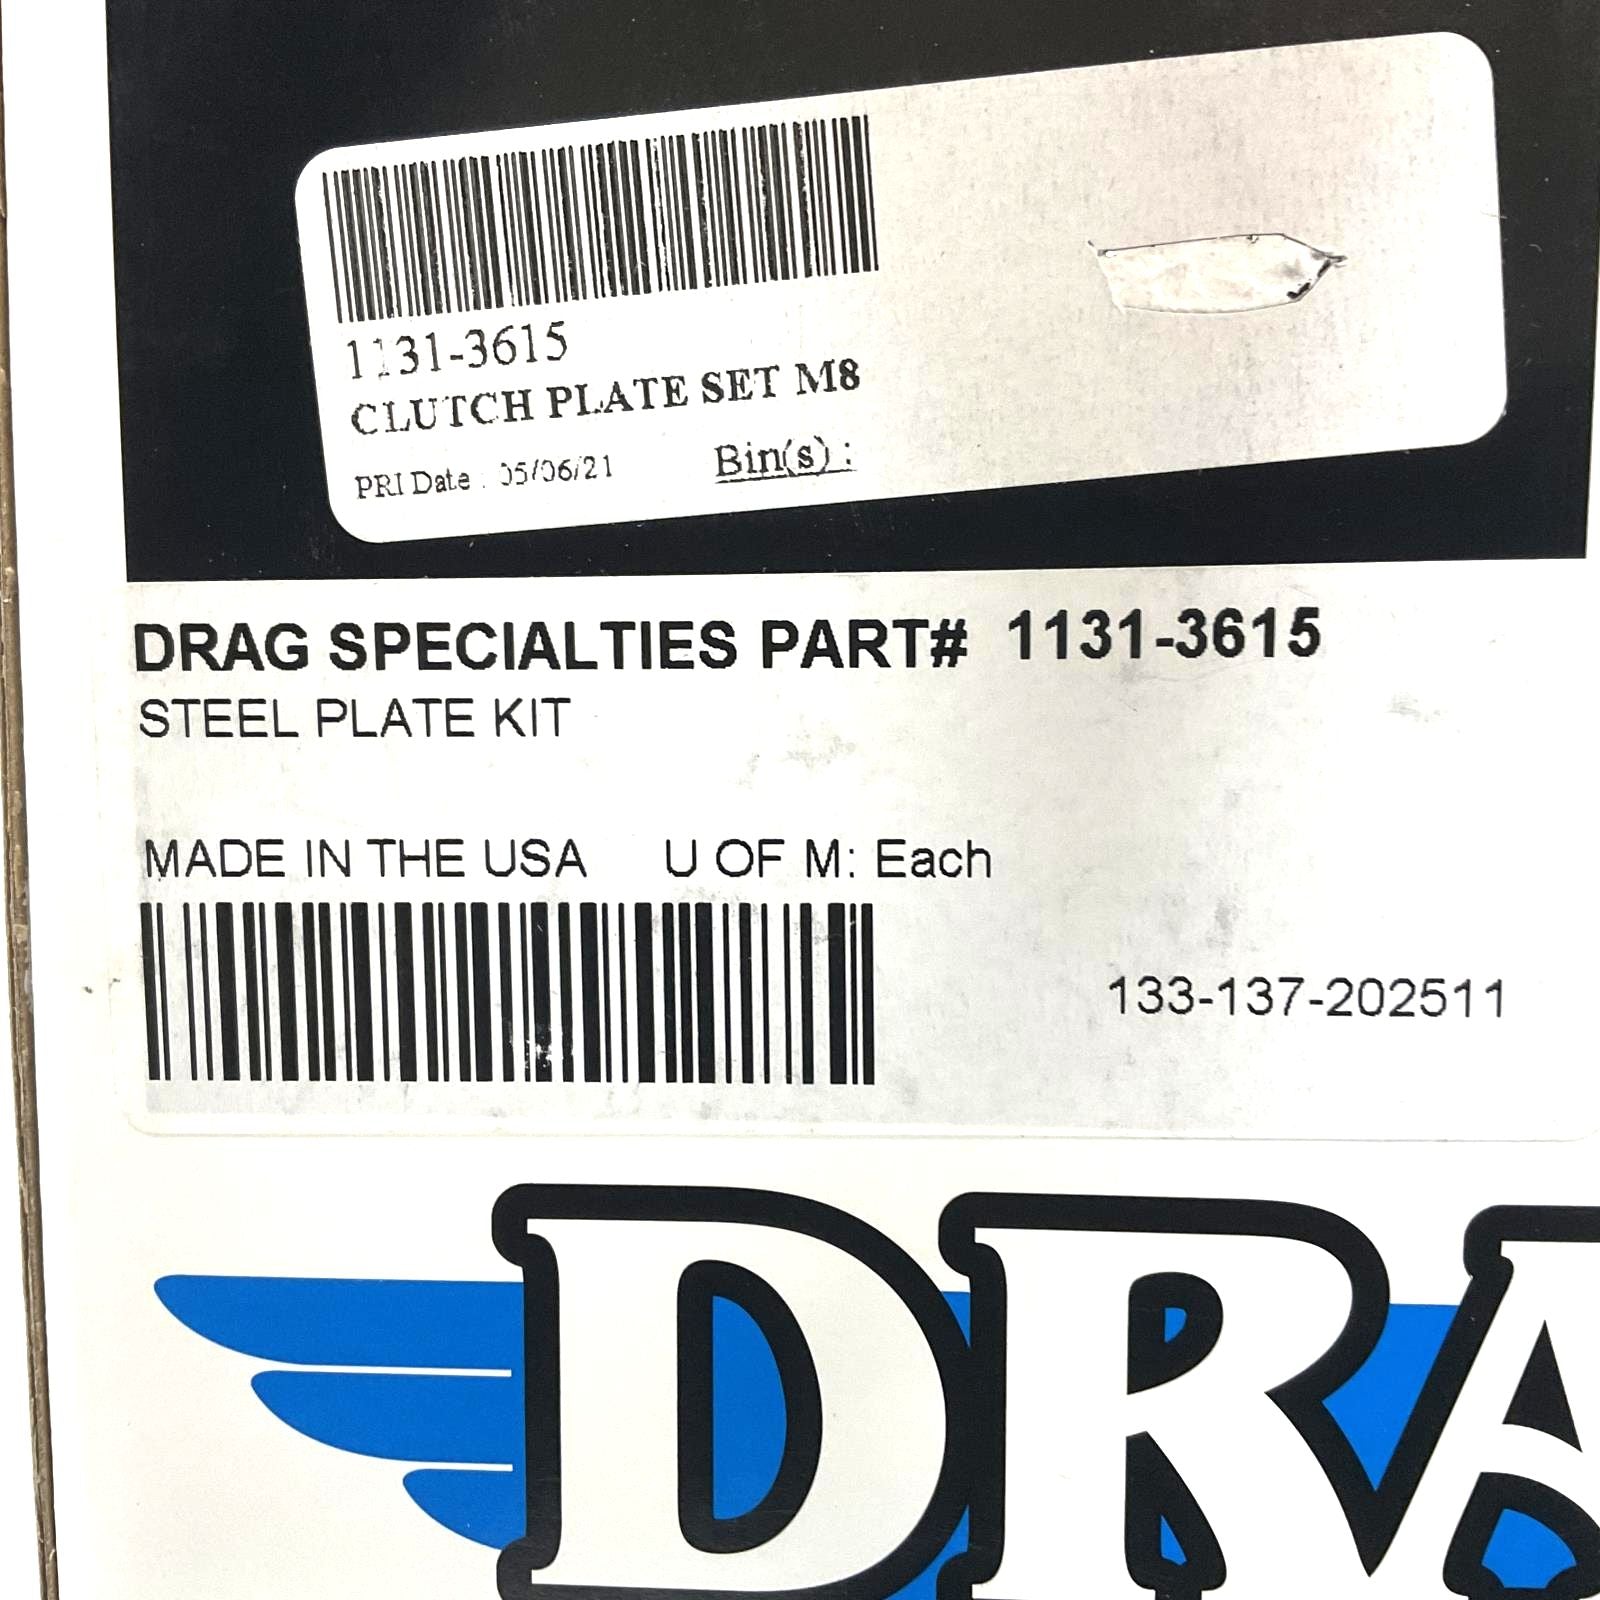 1131-3615
CLUTCH PLATE SET M8
PRI Date : 05/06/21 Bin(s) :
DRAG SPECIALTIES PART# 1131-3615
STEEL PLATE KIT
MADE IN THE USA U OF M: Each
133-137-202511
DRA